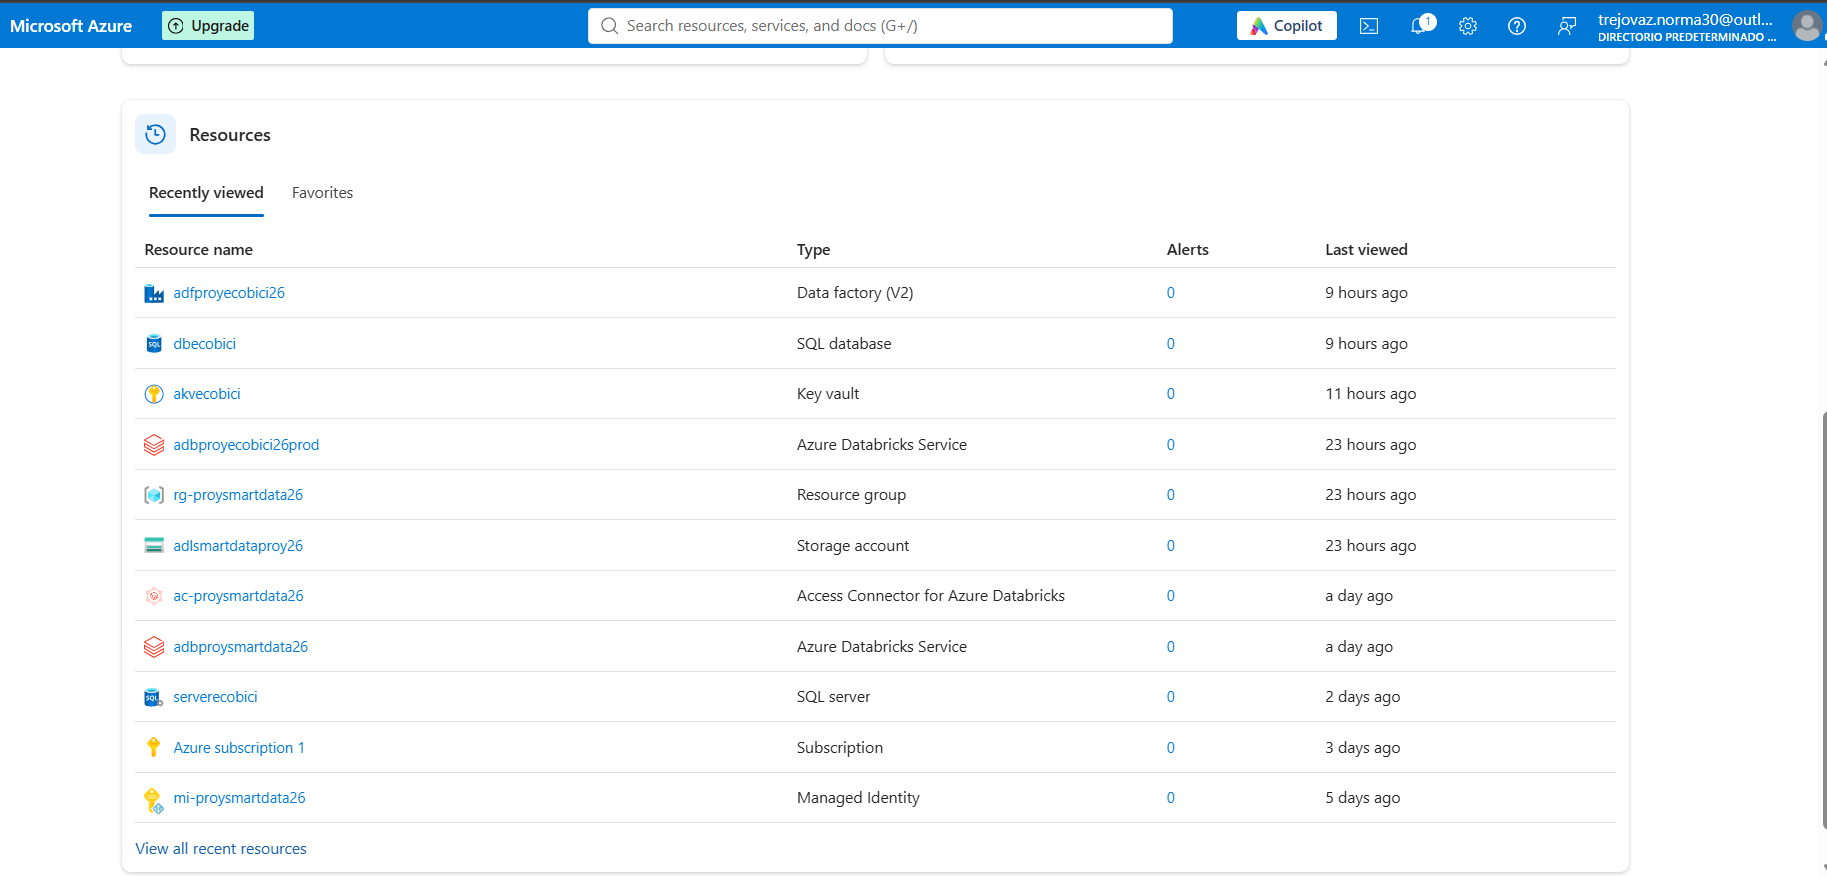 Microsoft Azure
Upgrade
Search resources, services, and docs (G+/)
Copilot
1
trejovaz.norma30@outl...
DIRECTORIO PREDETERMINADO ...
Resources
Recently viewed Favorites
Resource name Type Alerts Last viewed
adfproyecobici26 Data factory (V2) 0 9 hours ago
dbecobici SQL database 0 9 hours ago
akvecobici Key vault 0 11 hours ago
adbproyecobici26prod Azure Databricks Service 0 23 hours ago
rg-proysmartdata26 Resource group 0 23 hours ago
adlsmartdataproy26 Storage account 0 23 hours ago
ac-proysmartdata26 Access Connector for Azure Databricks 0 a day ago
adbproysmartdata26 Azure Databricks Service 0 a day ago
serverecobici SQL server 0 2 days ago
Azure subscription 1 Subscription 0 3 days ago
mi-proysmartdata26 Managed Identity 0 5 days ago
View all recent resources